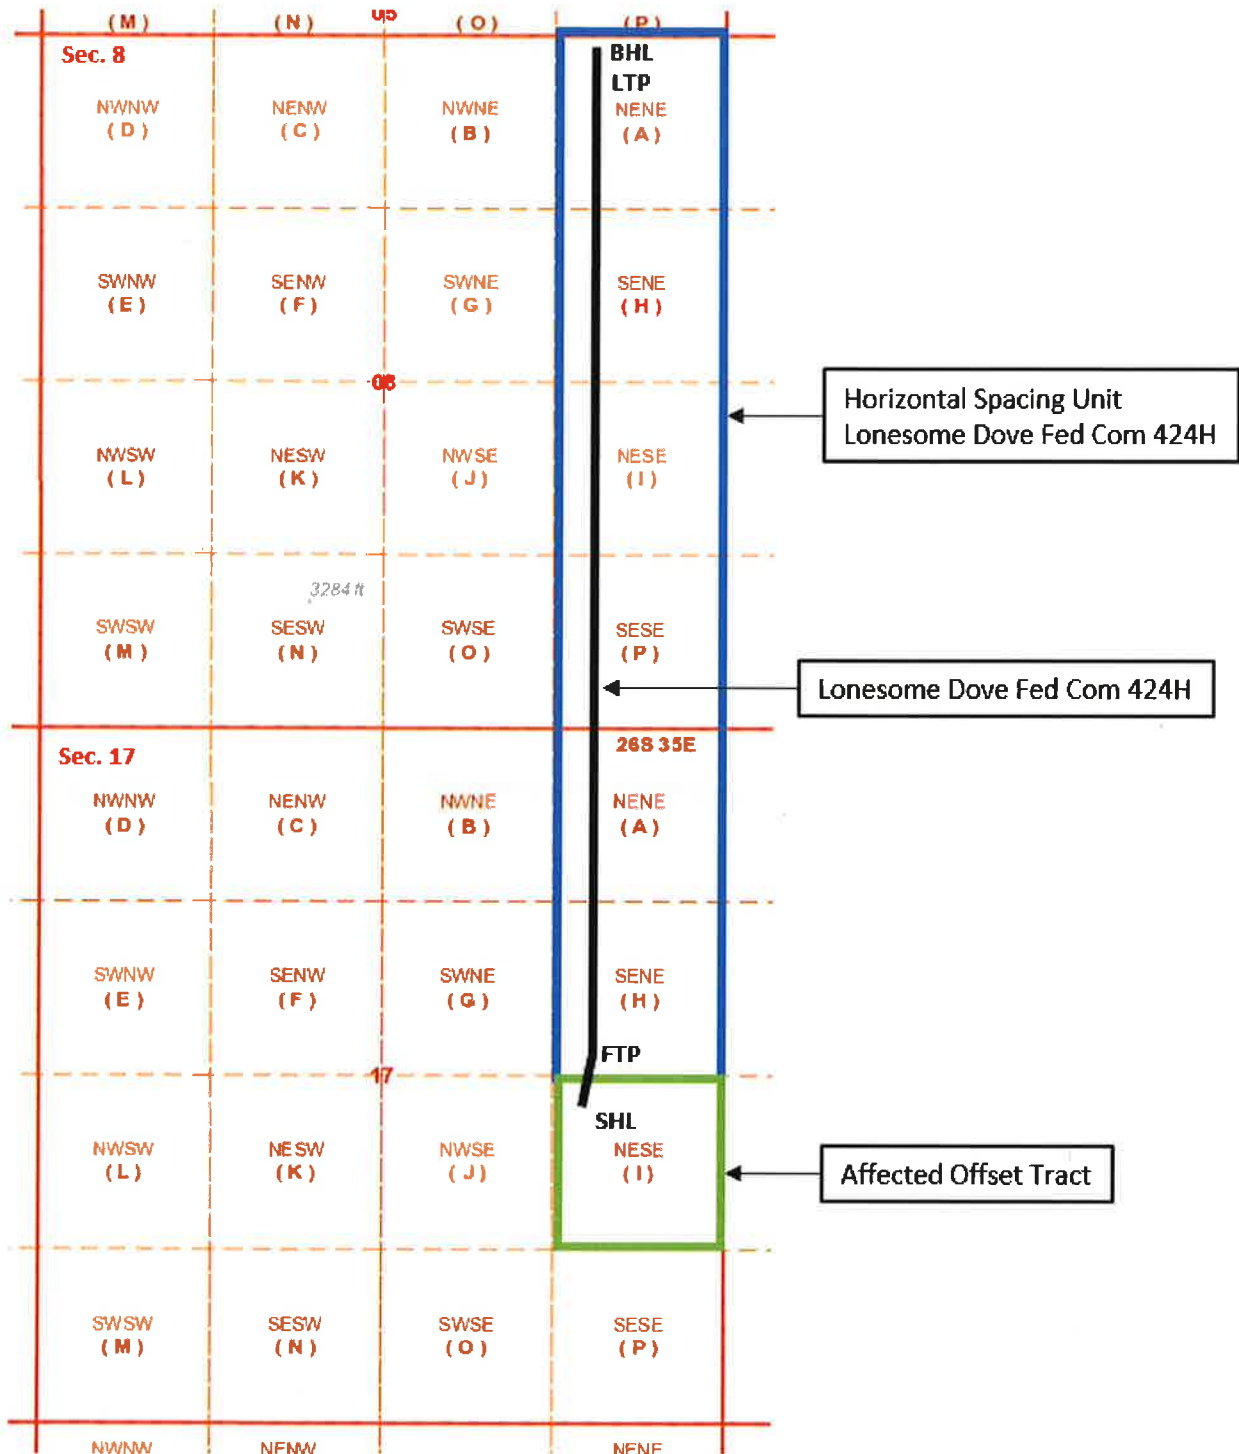 (M) (N) 05 (O) (P)
Sec. 8
BHL
LTP
NWNW NENW NWNE NENE
(D) (C) (B) (A)
SWNW SENW SWNE SENE
(E) (F) (G) (H)
08
Horizontal Spacing Unit
Lonesome Dove Fed Com 424H
NWSW NESW NWSE NESE
(L) (K) (J) (I)
3284 ft
SWSW SESW SWSE SESE
(M) (N) (O) (P)
Lonesome Dove Fed Com 424H
Sec. 17
26S 35E
NWNW NENW NWNE NENE
(D) (C) (B) (A)
SWNW SENW SWNE SENE
(E) (F) (G) (H)
FTP
17
SHL
NWSW NESW NWSE NESE
(L) (K) (J) (I)
Affected Offset Tract
SWSW SESW SWSE SESE
(M) (N) (O) (P)
NWNW NENW NENE